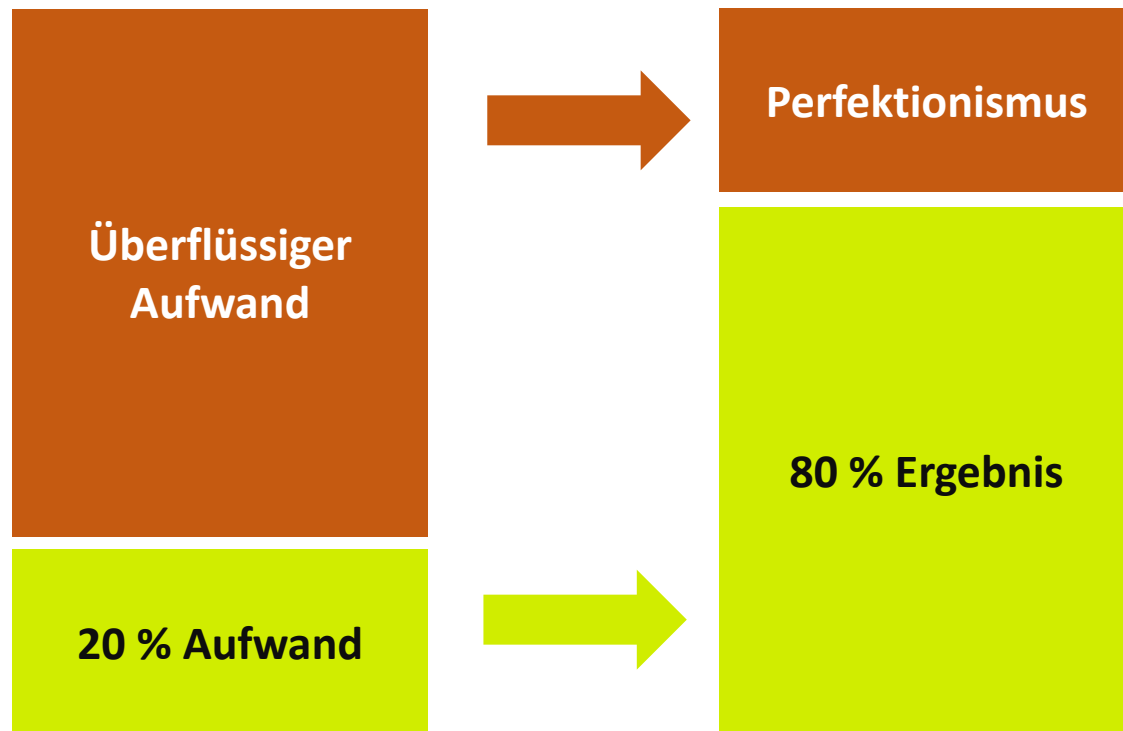 Überflüssiger
Aufwand
20 % Aufwand
Perfektionismus
80 % Ergebnis